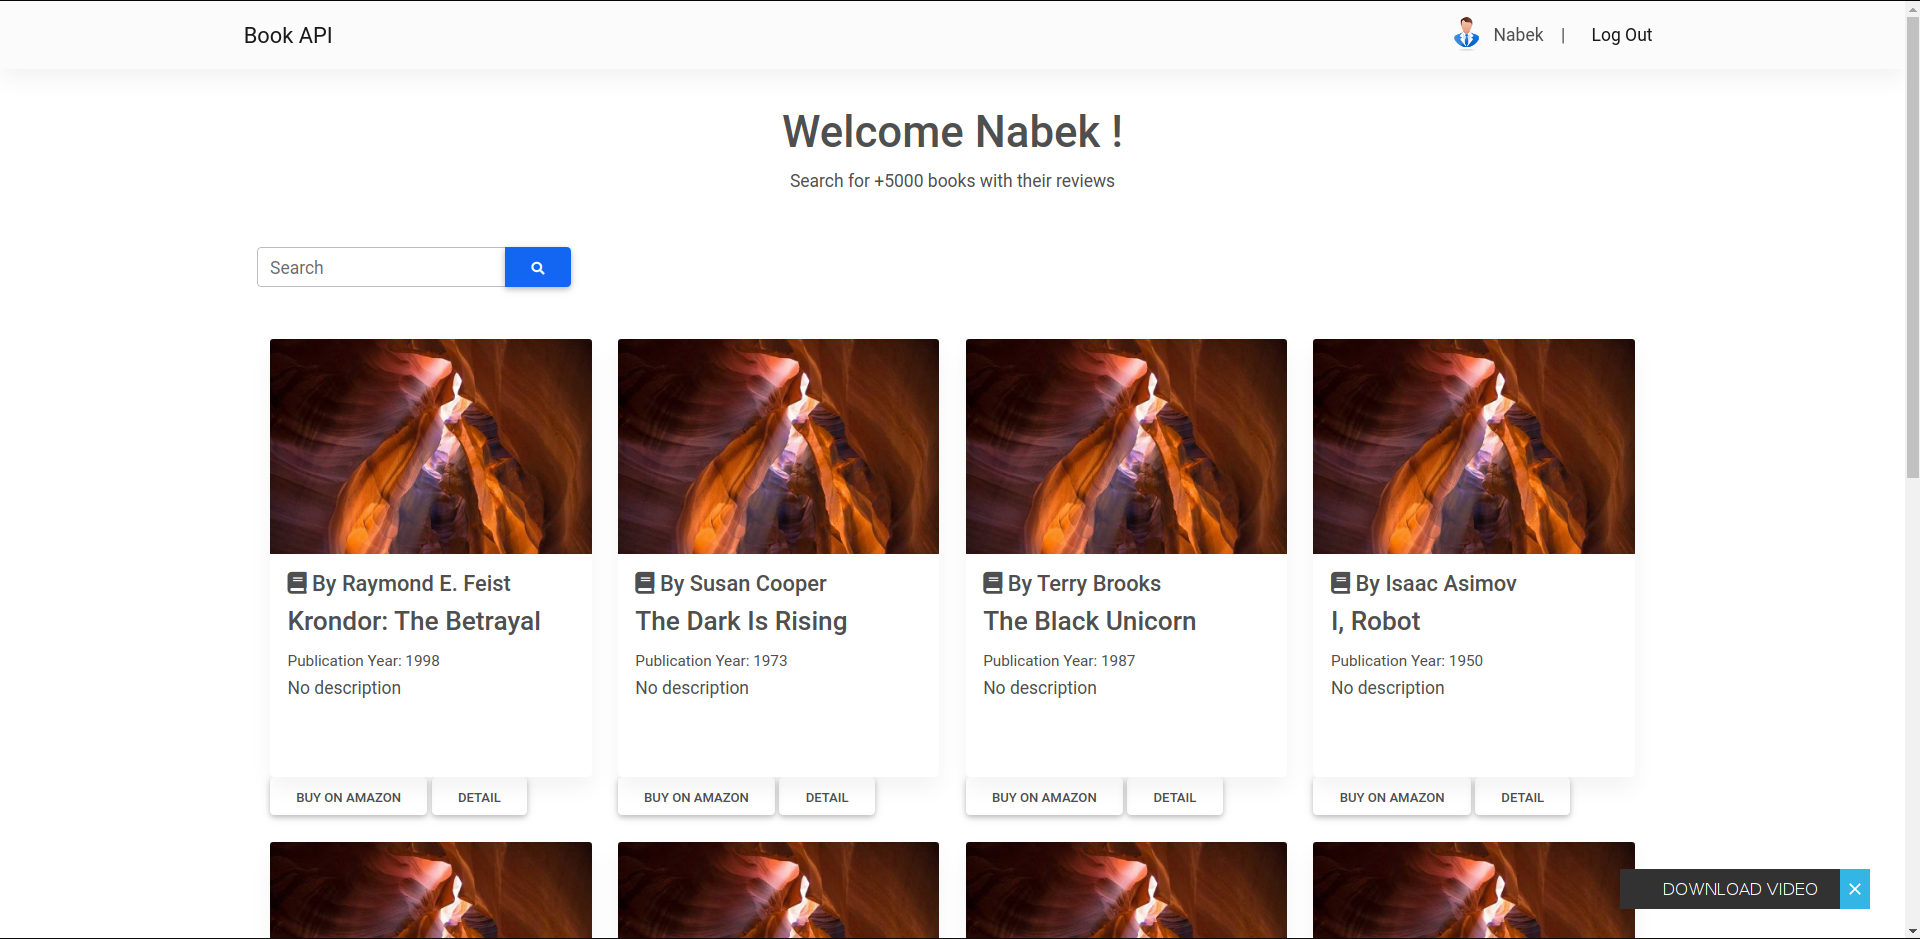 Book API
Nabek | Log Out
Welcome Nabek !
Search for +5000 books with their reviews
Search
By Raymond E. Feist
Krondor: The Betrayal
Publication Year: 1998
No description
BUY ON AMAZON DETAIL
By Susan Cooper
The Dark Is Rising
Publication Year: 1973
No description
BUY ON AMAZON DETAIL
By Terry Brooks
The Black Unicorn
Publication Year: 1987
No description
BUY ON AMAZON DETAIL
By Isaac Asimov
I, Robot
Publication Year: 1950
No description
BUY ON AMAZON DETAIL
DOWNLOAD VIDEO